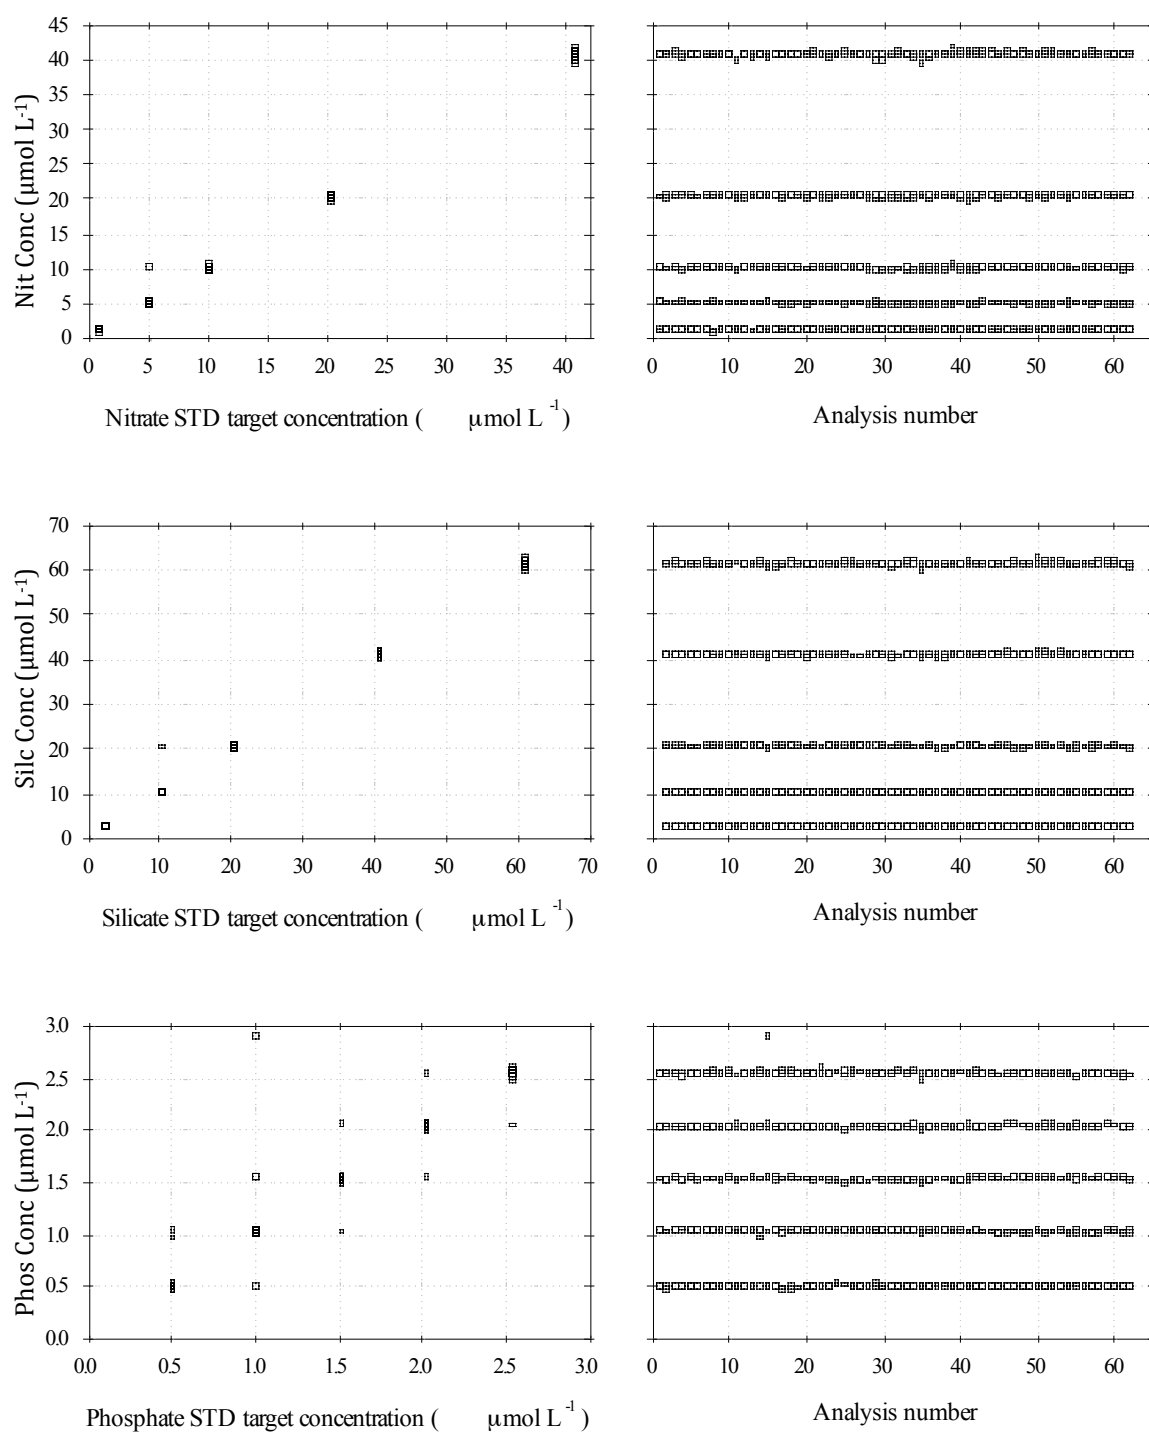 45
40
35
30
25
20
15
10
5
0
Nit Conc (µmol L-1)
0 5 10 15 20 25 30 35 40
Nitrate STD target concentration ( µmol L-1)
0 10 20 30 40 50 60
Analysis number
70
60
50
40
30
20
10
0
Silc Conc (µmol L-1)
0 10 20 30 40 50 60 70
Silicate STD target concentration ( µmol L-1)
0 10 20 30 40 50 60
Analysis number
3.0
2.5
2.0
1.5
1.0
0.5
0.0
Phos Conc (µmol L-1)
0.0 0.5 1.0 1.5 2.0 2.5 3.0
Phosphate STD target concentration ( µmol L-1)
0 10 20 30 40 50 60
Analysis number